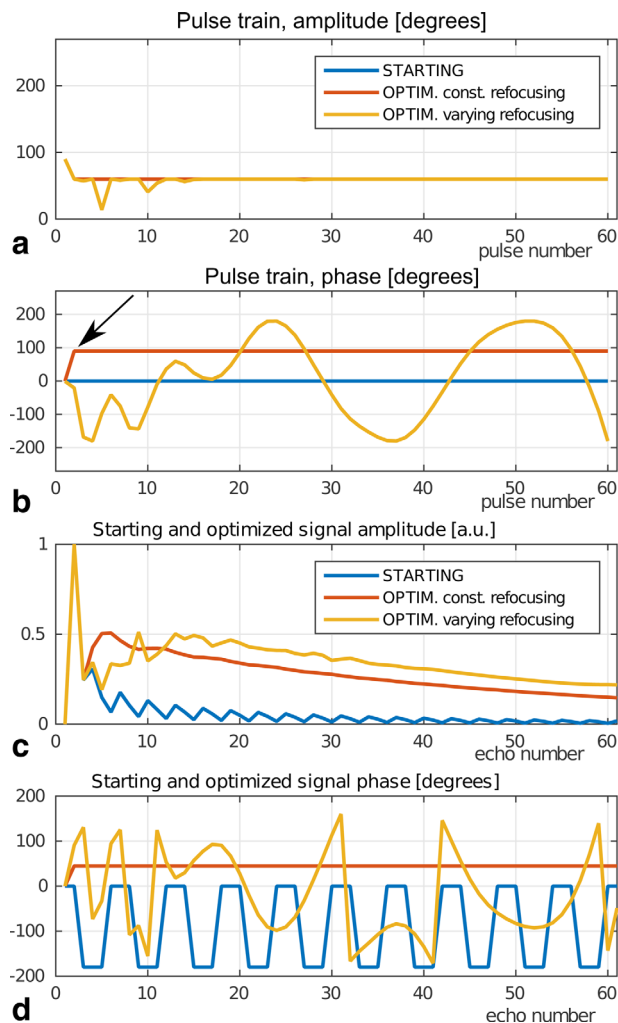 Pulse train, amplitude [degrees]
200
100
0
STARTING
OPTIM. const. refocusing
OPTIM. varying refocusing
0 10 20 30 40 50 60
a
pulse number
Pulse train, phase [degrees]
200
100
0
-100
-200
0 10 20 30 40 50 60
b
pulse number
Starting and optimized signal amplitude [a.u.]
1
0.5
0
STARTING
OPTIM. const. refocusing
OPTIM. varying refocusing
0 10 20 30 40 50 60
c
echo number
Starting and optimized signal phase [degrees]
100
0
-100
-200
0 10 20 30 40 50 60
d
echo number